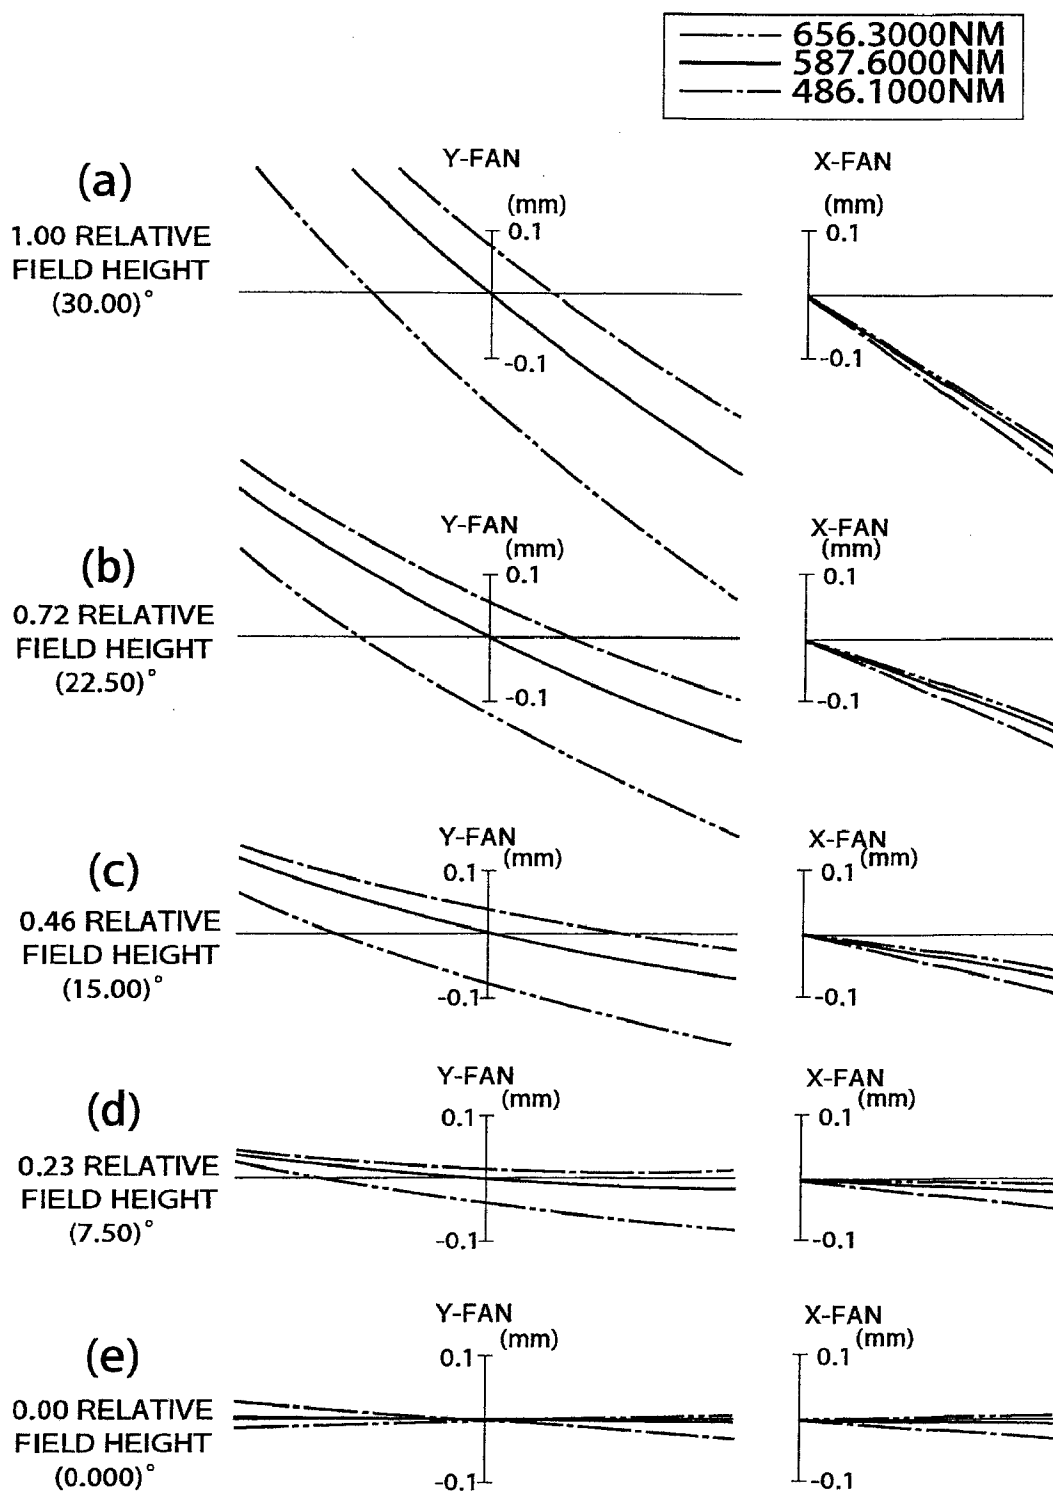 656.3000NM
587.6000NM
486.1000NM
(a)
1.00 RELATIVE
FIELD HEIGHT
(30.00)°
Y-FAN
(mm)
0.1
-0.1
X-FAN
(mm)
0.1
-0.1
(b)
0.72 RELATIVE
FIELD HEIGHT
(22.50)°
Y-FAN
(mm)
0.1
-0.1
X-FAN
(mm)
0.1
-0.1
(c)
0.46 RELATIVE
FIELD HEIGHT
(15.00)°
Y-FAN
(mm)
0.1
-0.1
X-FAN
(mm)
0.1
-0.1
(d)
0.23 RELATIVE
FIELD HEIGHT
(7.50)°
Y-FAN
(mm)
0.1
-0.1
X-FAN
(mm)
0.1
-0.1
(e)
0.00 RELATIVE
FIELD HEIGHT
(0.000)°
Y-FAN
(mm)
0.1
-0.1
X-FAN
(mm)
0.1
-0.1